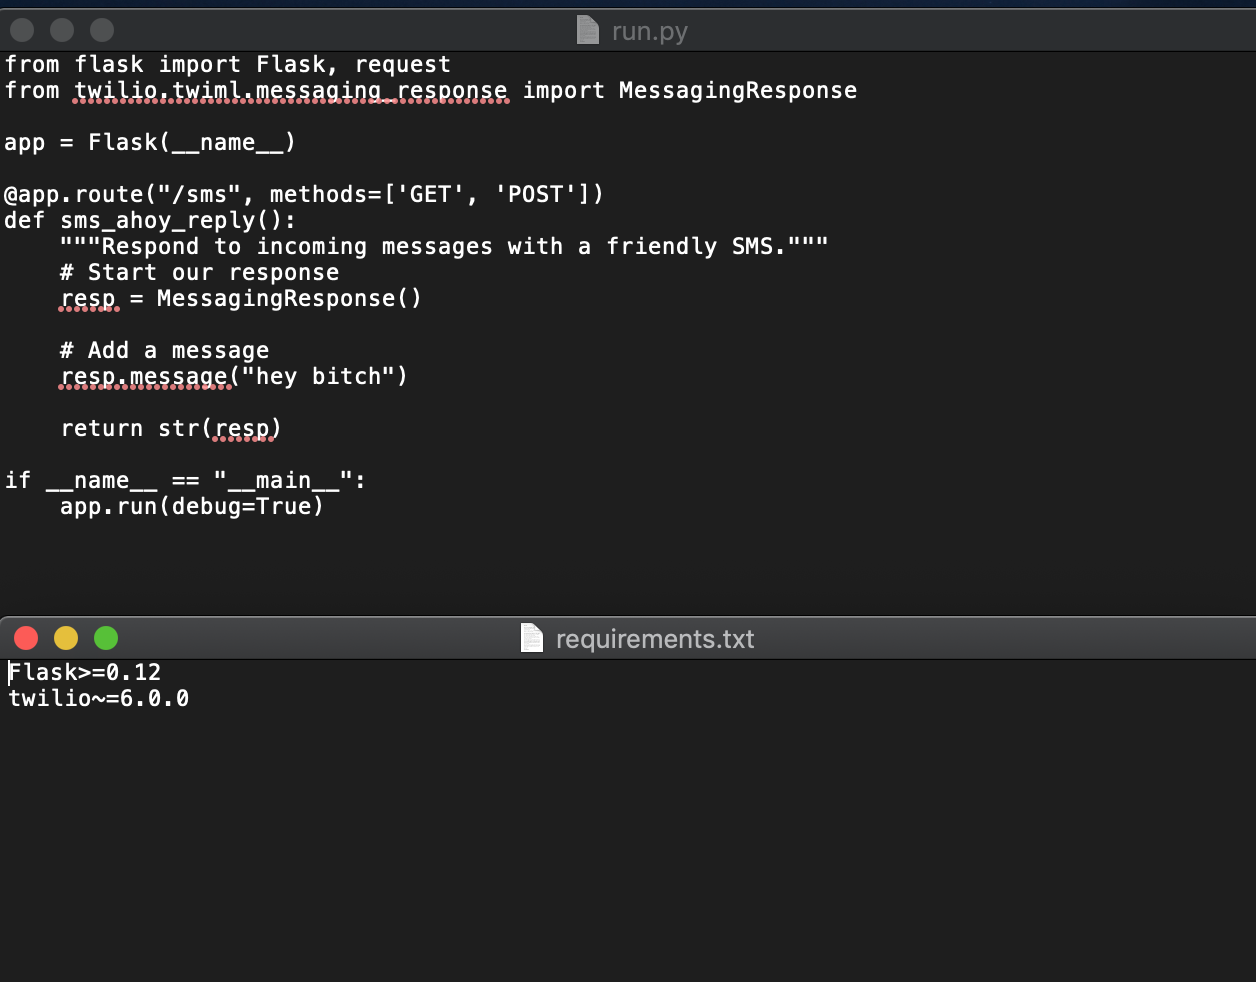 run.py
from flask import Flask, request
from twilio.twiml.messaging_response import MessagingResponse
app = Flask(__name__)
@app.route("/sms", methods=['GET', 'POST'])
def sms_ahoy_reply():
    """Respond to incoming messages with a friendly SMS."""
    # Start our response
    resp = MessagingResponse()
    # Add a message
    resp.message("hey bitch")
    return str(resp)
if __name__ == "__main__":
    app.run(debug=True)
requirements.txt
Flask>=0.12
twilio~=6.0.0